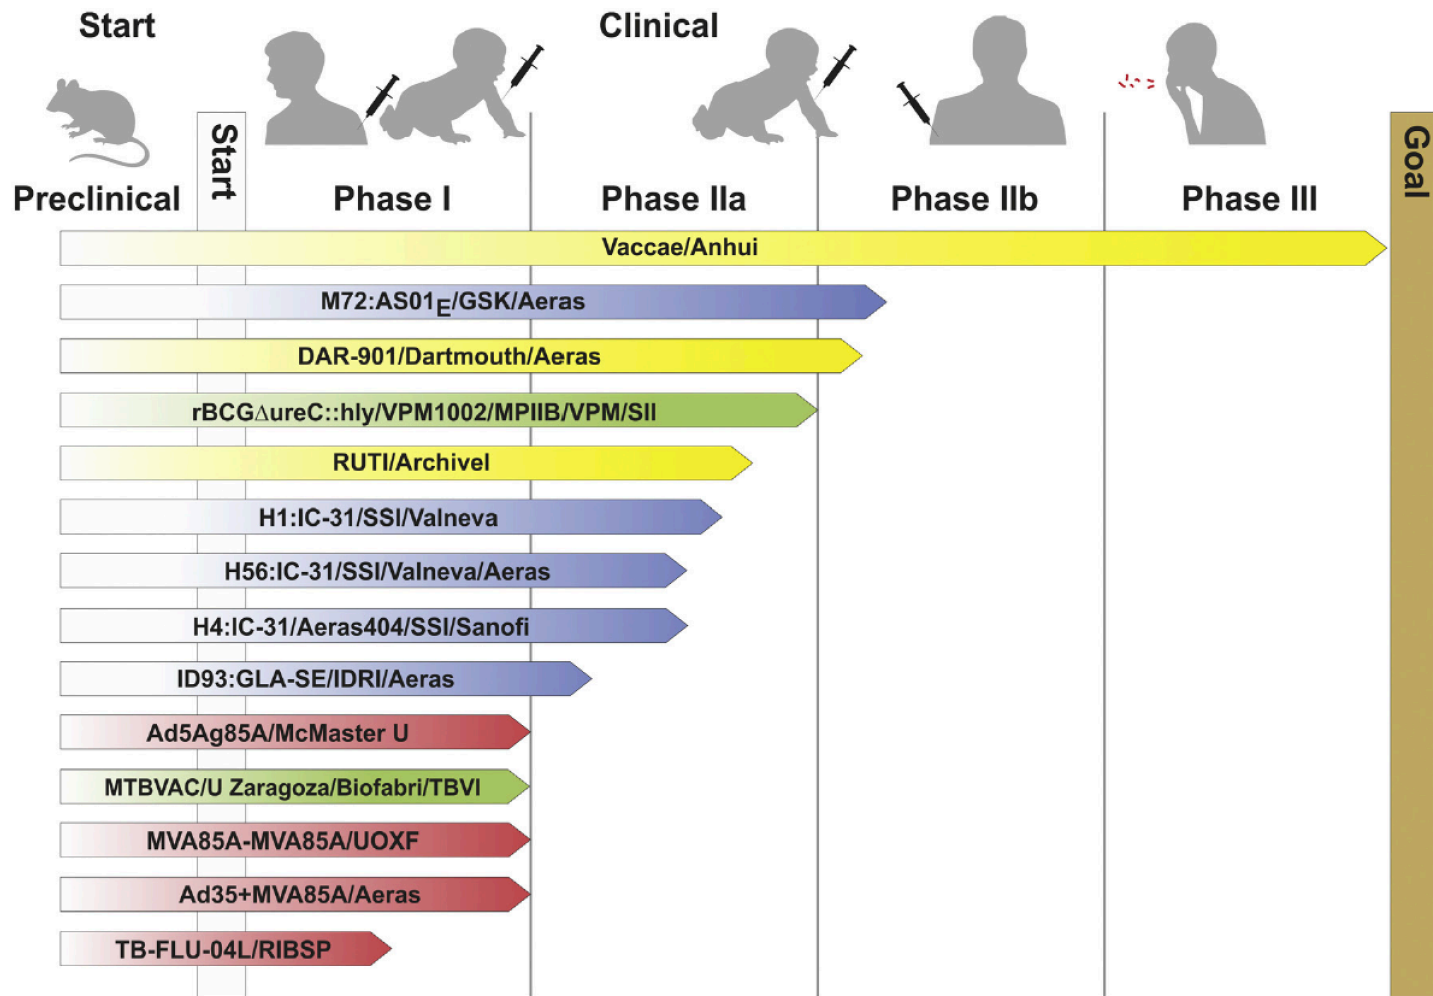 Start
Clinical
Start
Goal
Preclinical
Phase I
Phase IIa
Phase IIb
Phase III
Vaccae/Anhui
M72:AS01E/GSK/Aeras
DAR-901/Dartmouth/Aeras
rBCG∆ureC::hly/VPM1002/MPIIB/VPM/SII
RUTI/Archivel
H1:IC-31/SSI/Valneva
H56:IC-31/SSI/Valneva/Aeras
H4:IC-31/Aeras404/SSI/Sanofi
ID93:GLA-SE/IDRI/Aeras
Ad5Ag85A/McMaster U
MTBVAC/U Zaragoza/Biofabri/TBVI
MVA85A-MVA85A/UOXF
Ad35+MVA85A/Aeras
TB-FLU-04L/RIBSP